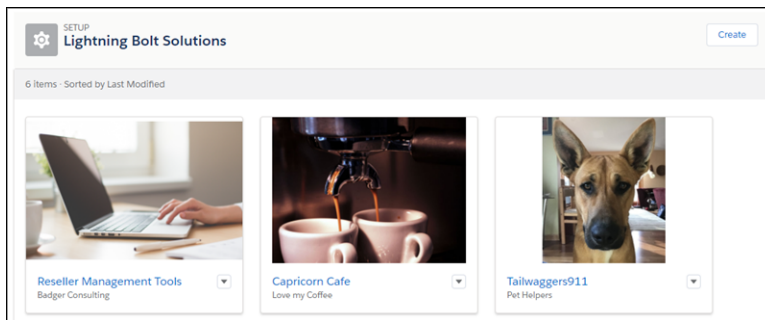 SETUP
Lightning Bolt Solutions
Create
6 items · Sorted by Last Modified
Reseller Management Tools
Badger Consulting
Capricorn Cafe
Love my Coffee
Tailwaggers911
Pet Helpers